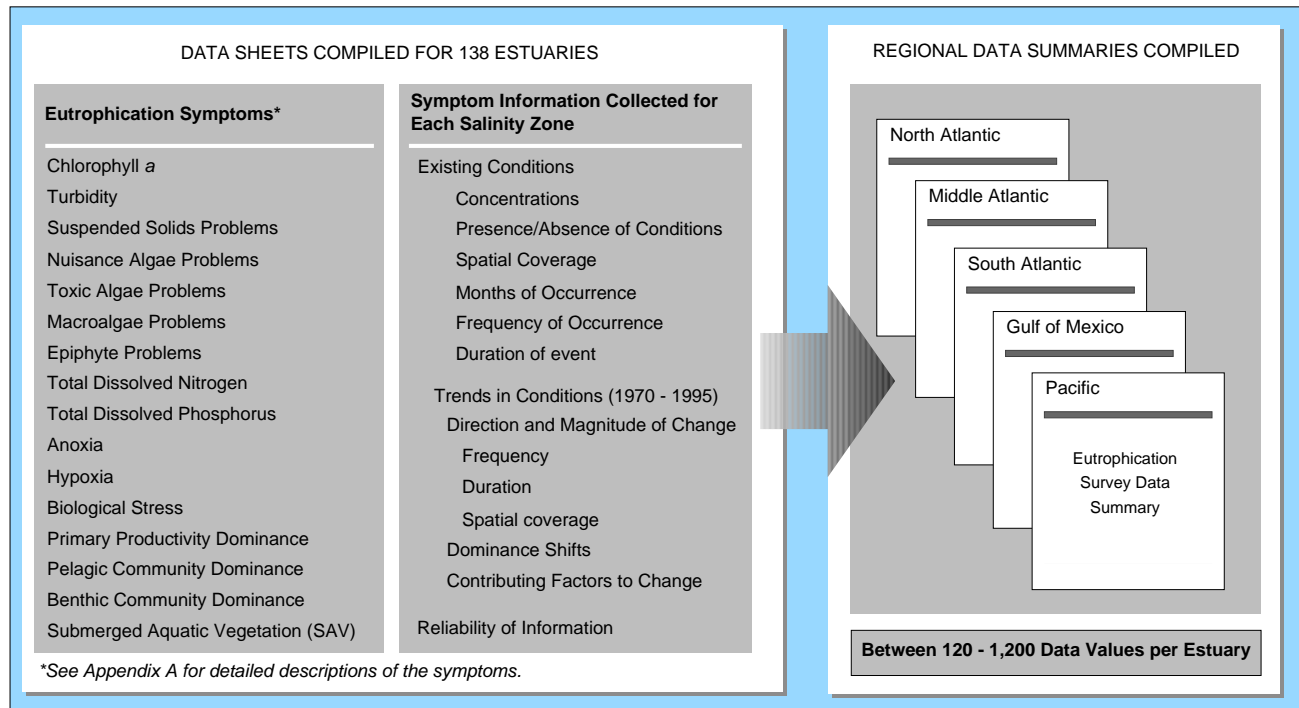 DATA SHEETS COMPILED FOR 138 ESTUARIES
Eutrophication Symptoms*
Chlorophyll a
Turbidity
Suspended Solids Problems
Nuisance Algae Problems
Toxic Algae Problems
Macroalgae Problems
Epiphyte Problems
Total Dissolved Nitrogen
Total Dissolved Phosphorus
Anoxia
Hypoxia
Biological Stress
Primary Productivity Dominance
Pelagic Community Dominance
Benthic Community Dominance
Submerged Aquatic Vegetation (SAV)
Symptom Information Collected for
Each Salinity Zone
Existing Conditions
Concentrations
Presence/Absence of Conditions
Spatial Coverage
Months of Occurrence
Frequency of Occurrence
Duration of event
Trends in Conditions (1970 - 1995)
Direction and Magnitude of Change
Frequency
Duration
Spatial coverage
Dominance Shifts
Contributing Factors to Change
Reliability of Information
*See Appendix A for detailed descriptions of the symptoms.
REGIONAL DATA SUMMARIES COMPILED
North Atlantic
Middle Atlantic
South Atlantic
Gulf of Mexico
Pacific
Eutrophication
Survey Data
Summary
Between 120 - 1,200 Data Values per Estuary